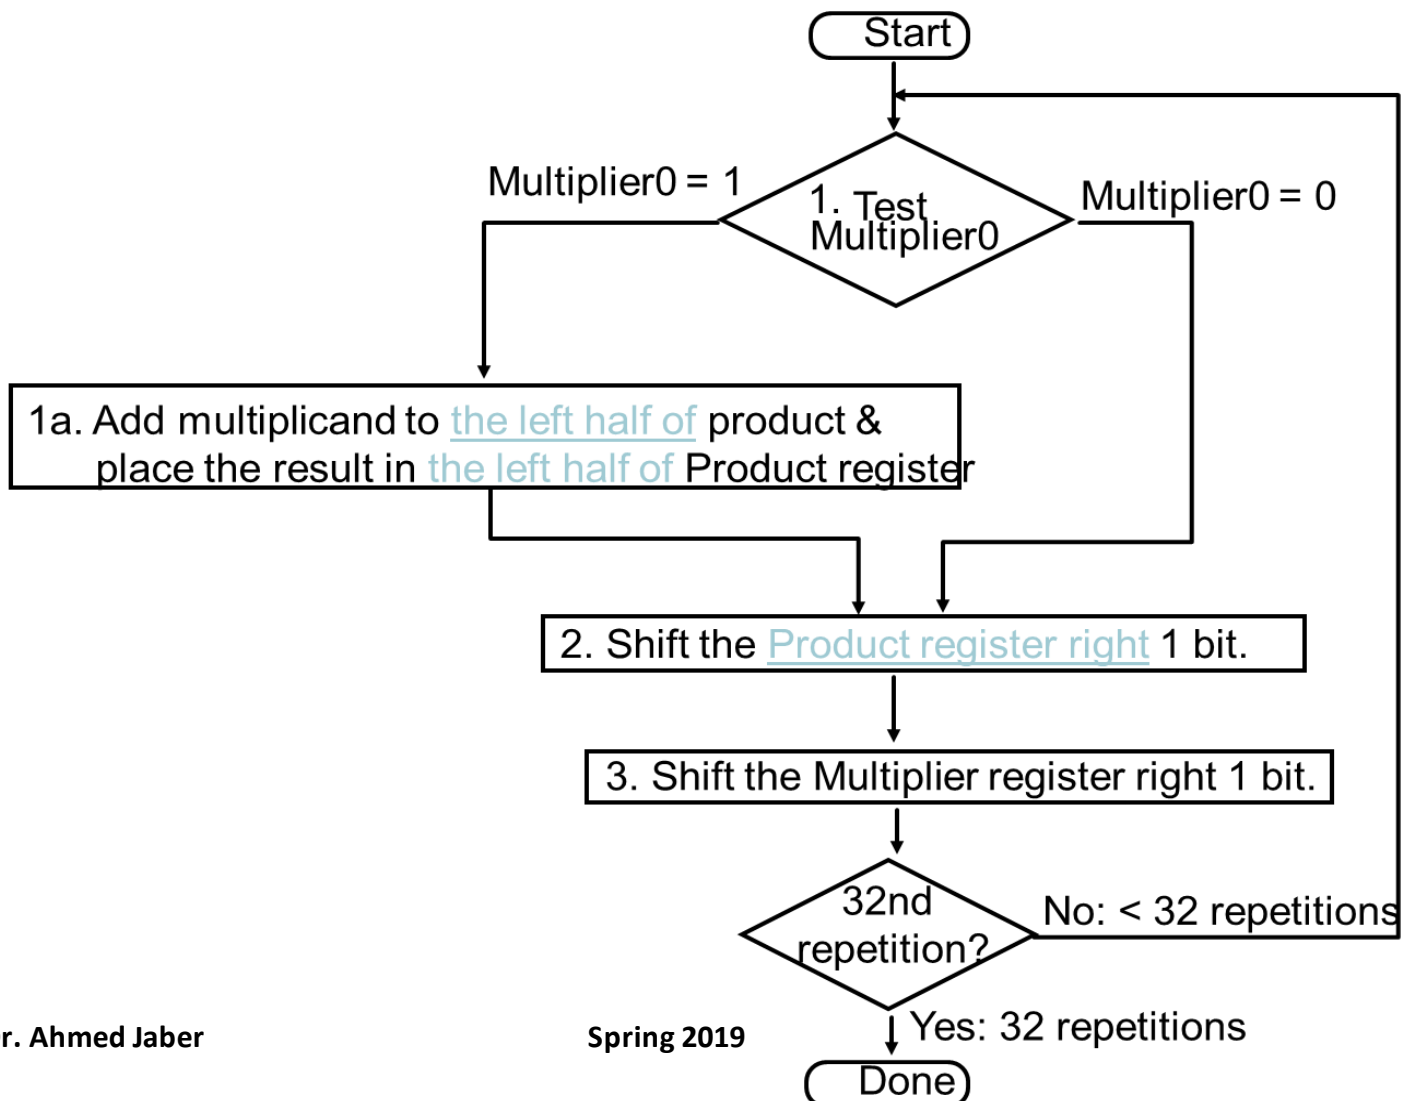 Start
Multiplier0 = 1
1. Test
Multiplier0
Multiplier0 = 0
1a. Add multiplicand to the left half of product &
place the result in the left half of Product register
2. Shift the Product register right 1 bit.
3. Shift the Multiplier register right 1 bit.
32nd
repetition?
No: < 32 repetitions
Yes: 32 repetitions
r. Ahmed Jaber
Spring 2019
Done